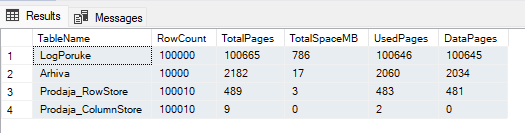 Results Messages
TableName RowCount TotalPages TotalSpaceMB UsedPages DataPages
1 LogPoruke 100000 100665 786 100646 100645
2 Arhiva 10000 2182 17 2060 2034
3 Prodaja_RowStore 100010 489 3 483 481
4 Prodaja_ColumnStore 100010 9 0 2 0